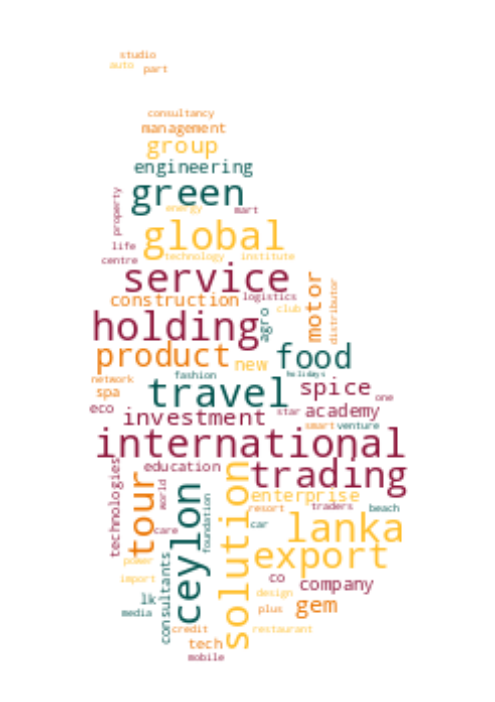 studio
auto
part
consultancy
management
group
engineering
green
property
energy
mart
global
life
technology
institute
centre
service
construction
logistics
motor
distributor
club
holding
agro
product
new
food
network
fashion
holidays
spa
travel
spice
one
eco
investment
star
academy
smart
venture
international
education
trading
technologies
tour
world
ceylon
foundation
solution
enterprise
resort
traders
beach
care
car
lanka
power
export
import
consultants
co
company
design
lk
media
plus
gem
credit
restaurant
tech
mobile